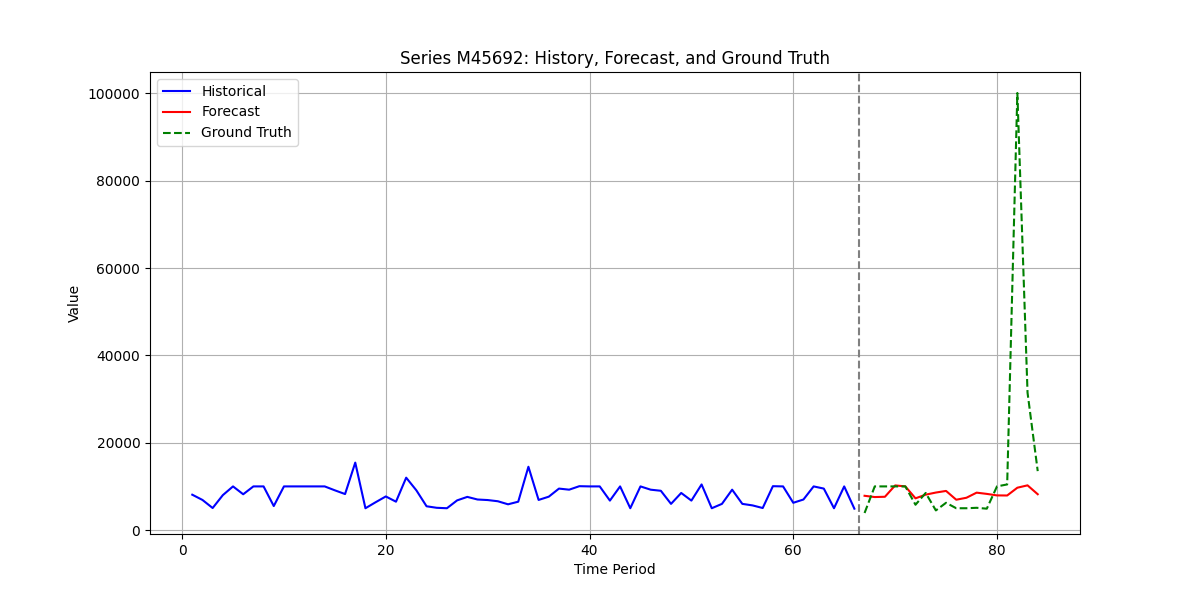 Series M45692: History, Forecast, and Ground Truth
Historical
Forecast
Ground Truth
100000
80000
60000
40000
20000
0
Value
0 20 40 60 80
Time Period